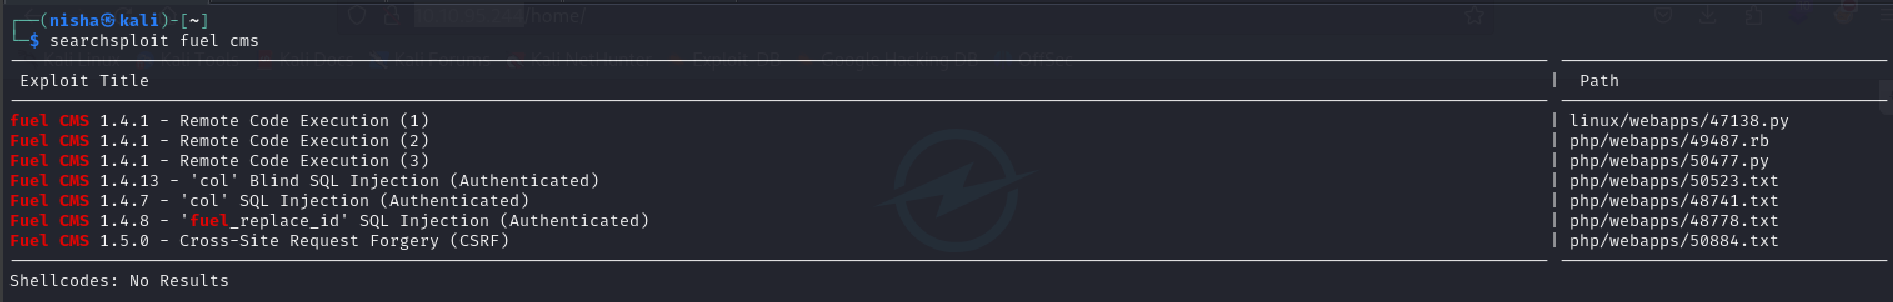 ┌──(nisha㉿kali)-[~]
└─$ searchsploit fuel cms
Exploit Title | Path
fuel CMS 1.4.1 - Remote Code Execution (1) | linux/webapps/47138.py
Fuel CMS 1.4.1 - Remote Code Execution (2) | php/webapps/49487.rb
Fuel CMS 1.4.1 - Remote Code Execution (3) | php/webapps/50477.py
Fuel CMS 1.4.13 - 'col' Blind SQL Injection (Authenticated) | php/webapps/50523.txt
Fuel CMS 1.4.7 - 'col' SQL Injection (Authenticated) | php/webapps/48741.txt
Fuel CMS 1.4.8 - 'fuel_replace_id' SQL Injection (Authenticated) | php/webapps/48778.txt
Fuel CMS 1.5.0 - Cross-Site Request Forgery (CSRF) | php/webapps/50884.txt
Shellcodes: No Results